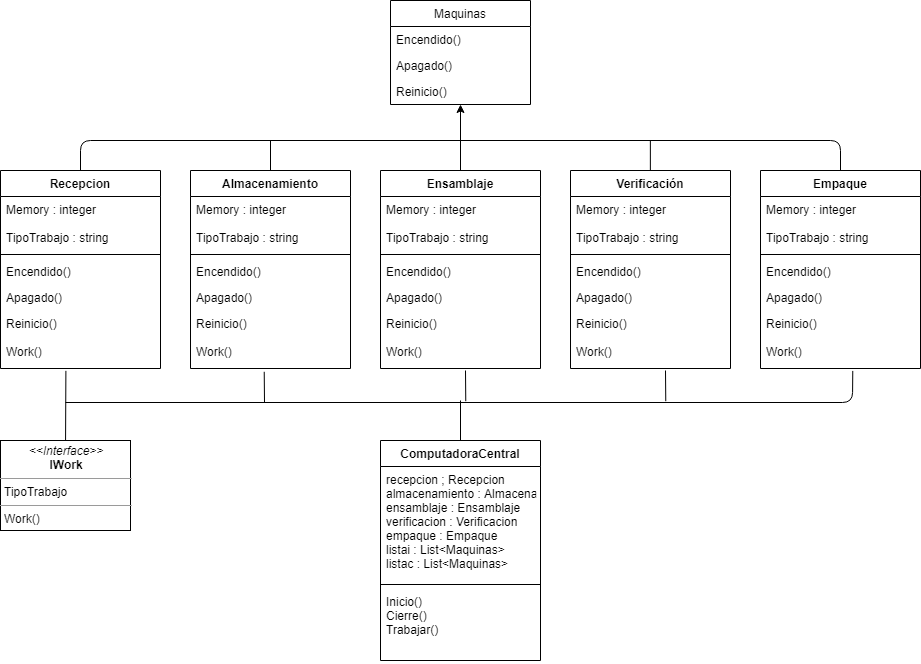 Maquinas
Encendido()
Apagado()
Reinicio()
Recepcion
Memory : integer
TipoTrabajo : string
Encendido()
Apagado()
Reinicio()
Work()
Almacenamiento
Memory : integer
TipoTrabajo : string
Encendido()
Apagado()
Reinicio()
Work()
Ensamblaje
Memory : integer
TipoTrabajo : string
Encendido()
Apagado()
Reinicio()
Work()
Verificación
Memory : integer
TipoTrabajo : string
Encendido()
Apagado()
Reinicio()
Work()
Empaque
Memory : integer
TipoTrabajo : string
Encendido()
Apagado()
Reinicio()
Work()
<<Interface>>
IWork
TipoTrabajo
Work()
ComputadoraCentral
recepcion ; Recepcion
almacenamiento : Almacena
ensamblaje : Ensamblaje
verificacion : Verificacion
empaque : Empaque
listai : List<Maquinas>
listac : List<Maquinas>
Inicio()
Cierre()
Trabajar()